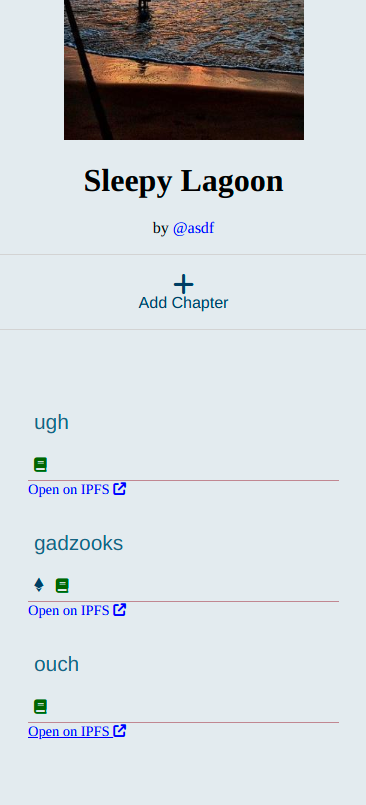 Sleepy Lagoon
by @asdf
Add Chapter
ugh
Open on IPFS
gadzooks
Open on IPFS
ouch
Open on IPFS